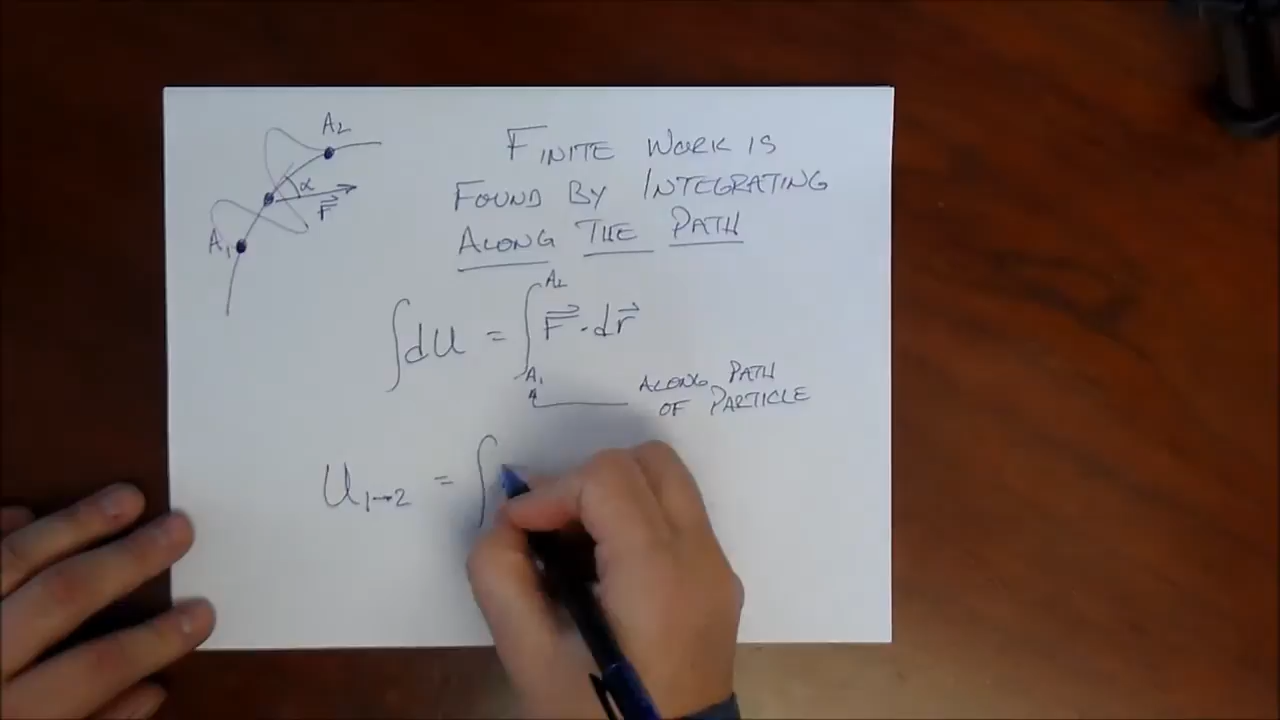 A₂
α
F⃗
A₁
FINITE WORK IS
FOUND BY INTEGRATING
ALONG THE PATH
A₂
∫dU = ∫F⃗·dr⃗
A₁
ALONG PATH
OF PARTICLE
U₁→₂ = ∫